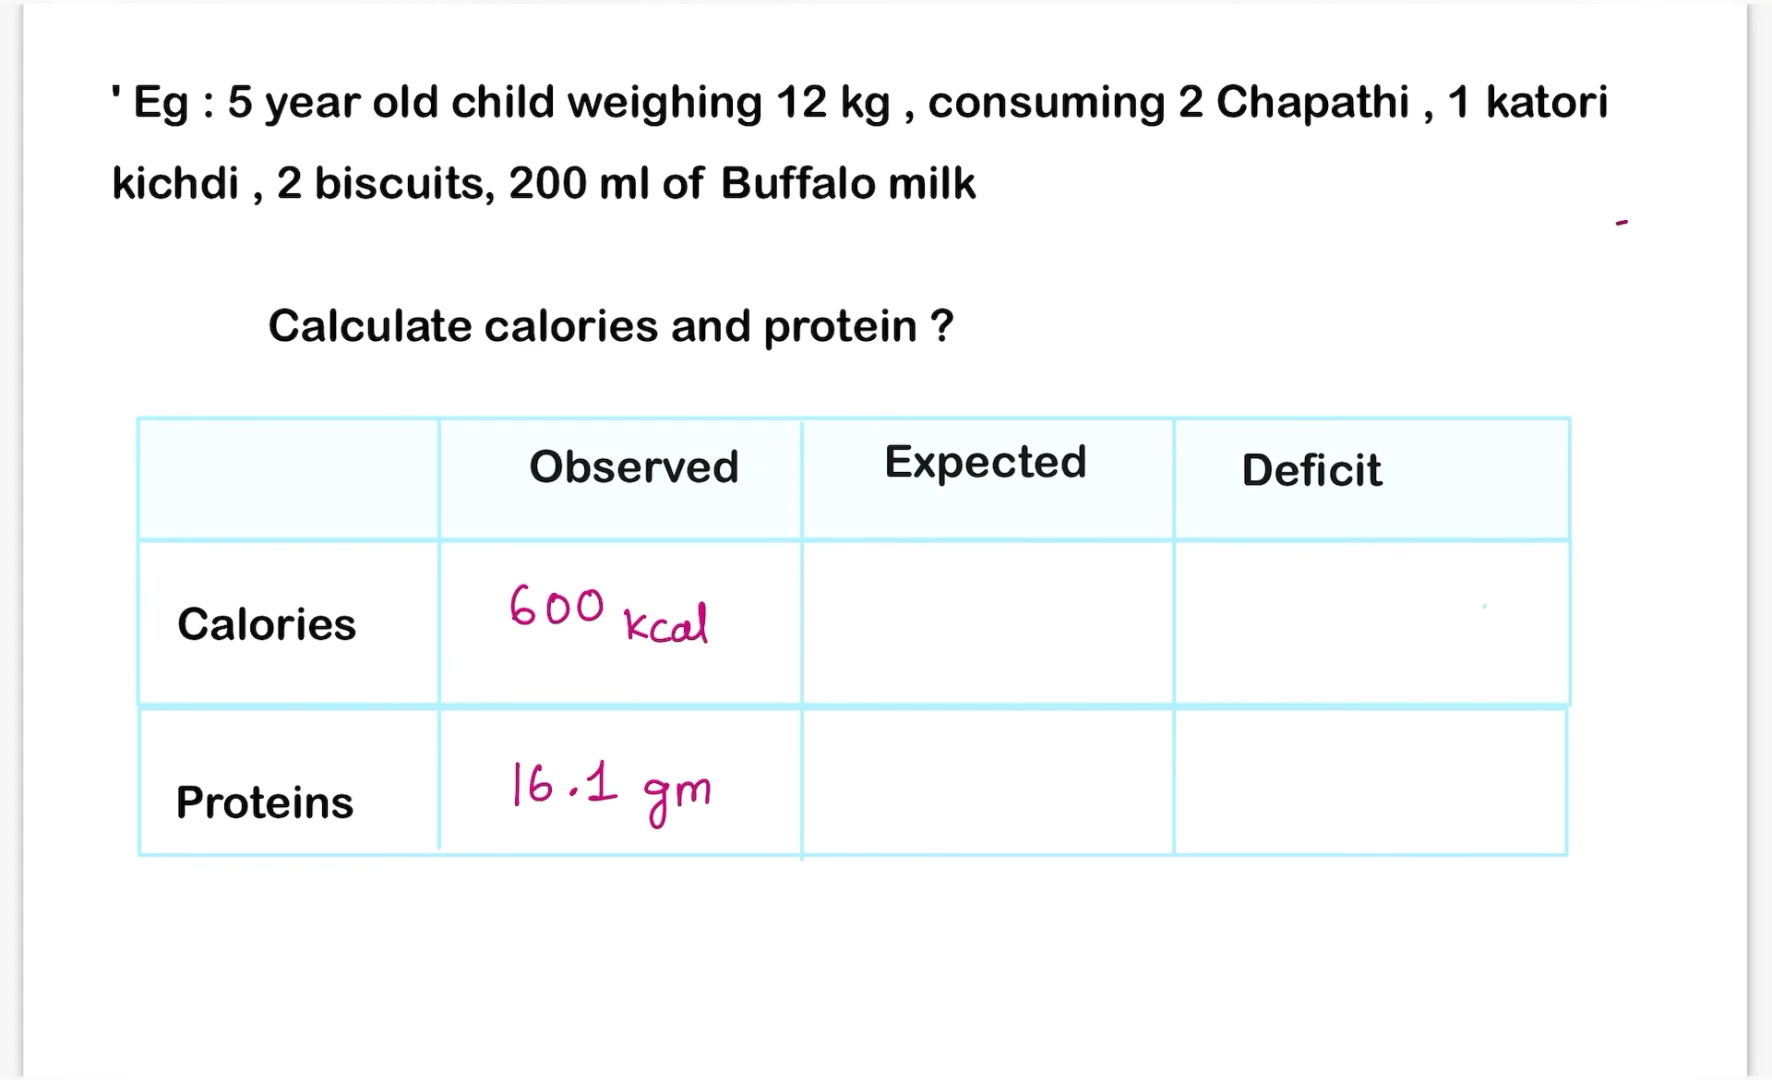 ' Eg : 5 year old child weighing 12 kg , consuming 2 Chapathi , 1 katori
kichdi , 2 biscuits, 200 ml of Buffalo milk
Calculate calories and protein ?
Observed Expected Deficit
Calories 600 kcal
Proteins 16.1 gm